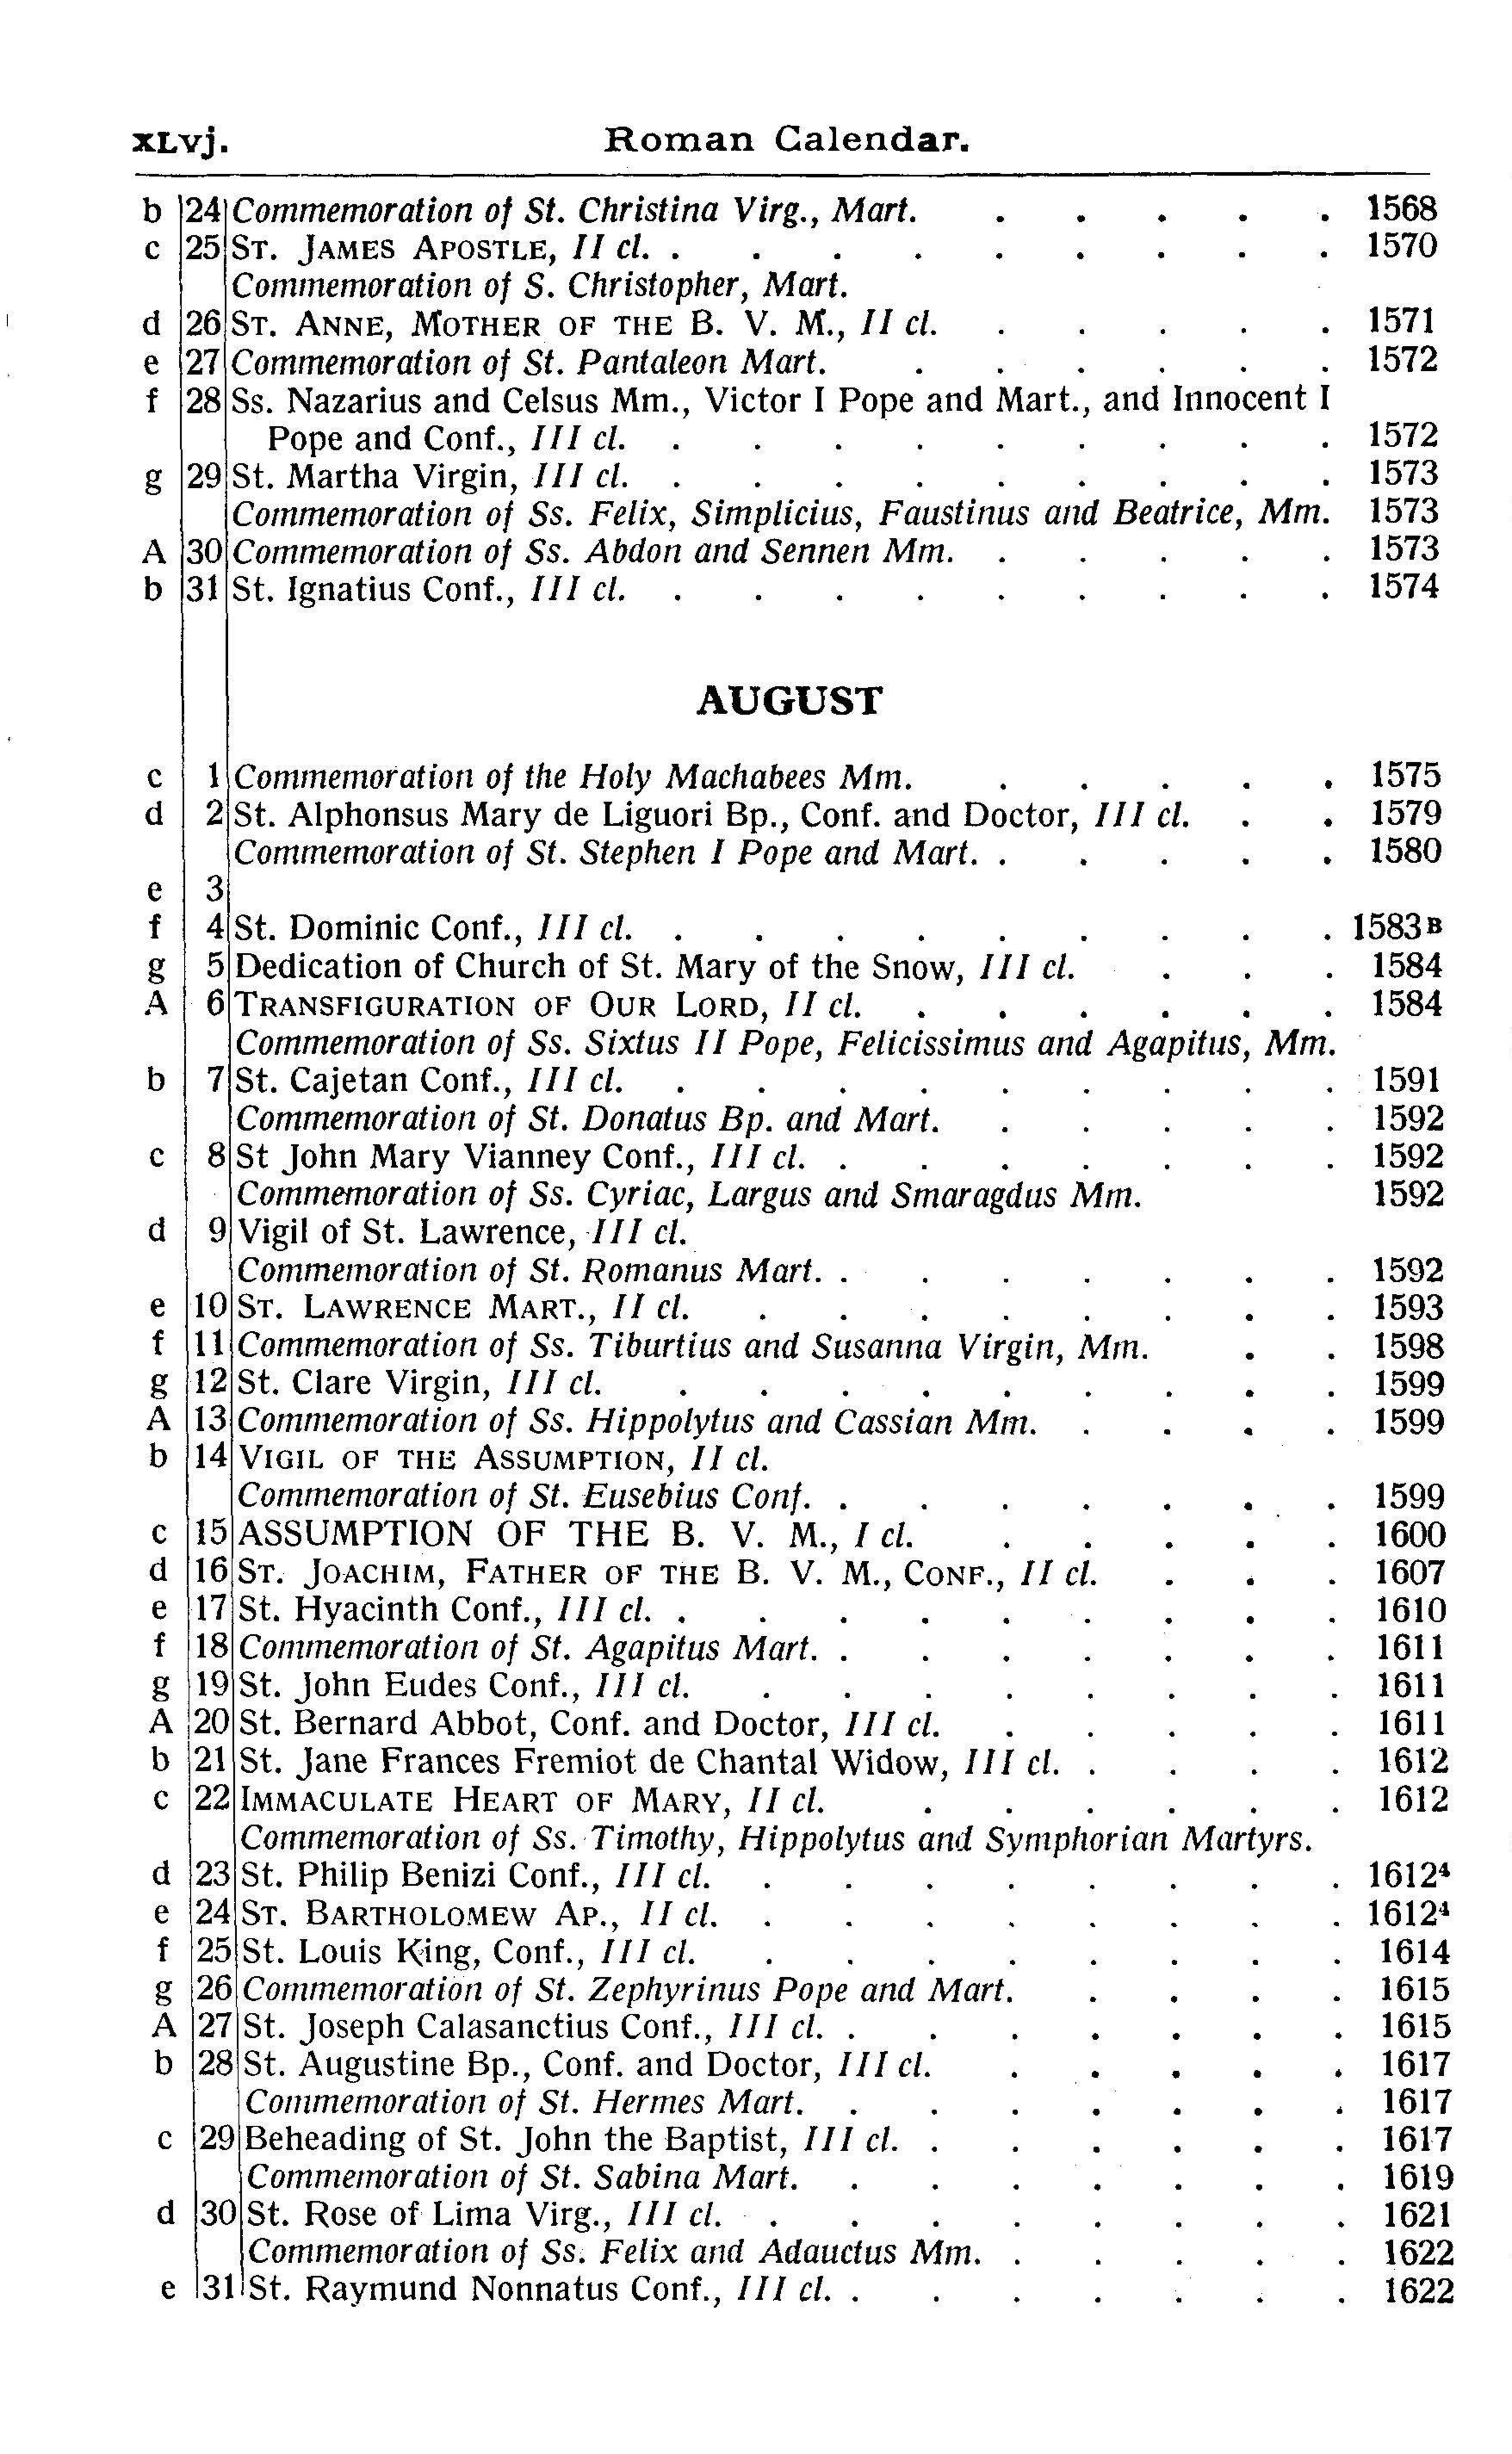 xLvj. Roman Calendar.
b 24 Commemoration of St. Christina Virg., Mart. . . . . . 1568
c 25 St. James Apostle, II cl. . . . . . . . . . 1570
Commemoration of S. Christopher, Mart.
d 26 St. Anne, Mother of the B. V. M., II cl. . . . . . 1571
e 27 Commemoration of St. Pantaleon Mart. . . . . . . 1572
f 28 Ss. Nazarius and Celsus Mm., Victor I Pope and Mart., and Innocent I
Pope and Conf., III cl. . . . . . . . . . 1572
g 29 St. Martha Virgin, III cl. . . . . . . . . . 1573
Commemoration of Ss. Felix, Simplicius, Faustinus and Beatrice, Mm. 1573
A 30 Commemoration of Ss. Abdon and Sennen Mm. . . . . . 1573
b 31 St. Ignatius Conf., III cl. . . . . . . . . . 1574
AUGUST
c 1 Commemoration of the Holy Machabees Mm. . . . . . 1575
d 2 St. Alphonsus Mary de Liguori Bp., Conf. and Doctor, III cl. . . 1579
Commemoration of St. Stephen I Pope and Mart. . . . . . 1580
e 3
f 4 St. Dominic Conf., III cl. . . . . . . . . . 1583B
g 5 Dedication of Church of St. Mary of the Snow, III cl. . . . 1584
A 6 Transfiguration of Our Lord, II cl. . . . . . . 1584
Commemoration of Ss. Sixtus II Pope, Felicissimus and Agapitus, Mm.
b 7 St. Cajetan Conf., III cl. . . . . . . . . . 1591
Commemoration of St. Donatus Bp. and Mart. . . . . . 1592
c 8 St John Mary Vianney Conf., III cl. . . . . . . . 1592
Commemoration of Ss. Cyriac, Largus and Smaragdus Mm. 1592
d 9 Vigil of St. Lawrence, III cl.
Commemoration of St. Romanus Mart. . . . . . . . 1592
e 10 St. Lawrence Mart., II cl. . . . . . . . . 1593
f 11 Commemoration of Ss. Tiburtius and Susanna Virgin, Mm. . . 1598
g 12 St. Clare Virgin, III cl. . . . . . . . . . 1599
A 13 Commemoration of Ss. Hippolytus and Cassian Mm. . . . . 1599
b 14 Vigil of the Assumption, II cl.
Commemoration of St. Eusebius Conf. . . . . . . . 1599
c 15 ASSUMPTION OF THE B. V. M., I cl. . . . . . 1600
d 16 St. Joachim, Father of the B. V. M., Conf., II cl. . . . 1607
e 17 St. Hyacinth Conf., III cl. . . . . . . . . . 1610
f 18 Commemoration of St. Agapitus Mart. . . . . . . . 1611
g 19 St. John Eudes Conf., III cl. . . . . . . . . 1611
A 20 St. Bernard Abbot, Conf. and Doctor, III cl. . . . . . 1611
b 21 St. Jane Frances Fremiot de Chantal Widow, III cl. . . . . 1612
c 22 Immaculate Heart of Mary, II cl. . . . . . . 1612
Commemoration of Ss. Timothy, Hippolytus and Symphorian Martyrs.
d 23 St. Philip Benizi Conf., III cl. . . . . . . . . 1612⁴
e 24 St. Bartholomew Ap., II cl. . . . . . . . . 1612⁴
f 25 St. Louis King, Conf., III cl. . . . . . . . . 1614
g 26 Commemoration of St. Zephyrinus Pope and Mart. . . . . 1615
A 27 St. Joseph Calasanctius Conf., III cl. . . . . . . . 1615
b 28 St. Augustine Bp., Conf. and Doctor, III cl. . . . . . 1617
Commemoration of St. Hermes Mart. . . . . . . . 1617
c 29 Beheading of St. John the Baptist, III cl. . . . . . . 1617
Commemoration of St. Sabina Mart. . . . . . . . 1619
d 30 St. Rose of Lima Virg., III cl. . . . . . . . . 1621
Commemoration of Ss. Felix and Adauctus Mm. . . . . . 1622
e 31 St. Raymund Nonnatus Conf., III cl. . . . . . . . 1622